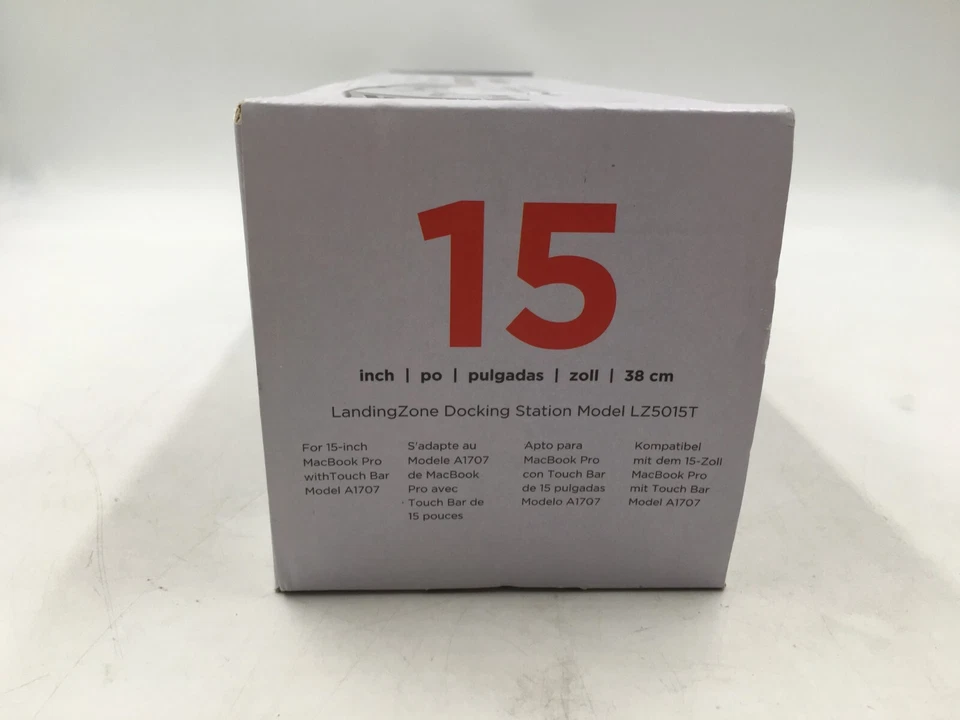 15
inch | po | pulgadas | zoll | 38 cm
LandingZone Docking Station Model LZ5015T
For 15-inch
MacBook Pro
withTouch Bar
Model A1707
S'adapte au
Modele A1707
de MacBook
Pro avec
Touch Bar de
15 pouces
Apto para
MacBook Pro
con Touch Bar
de 15 pulgadas
Modelo A1707
Kompatibel
mit dem 15-Zoll
MacBook Pro
mit Touch Bar
Model A1707